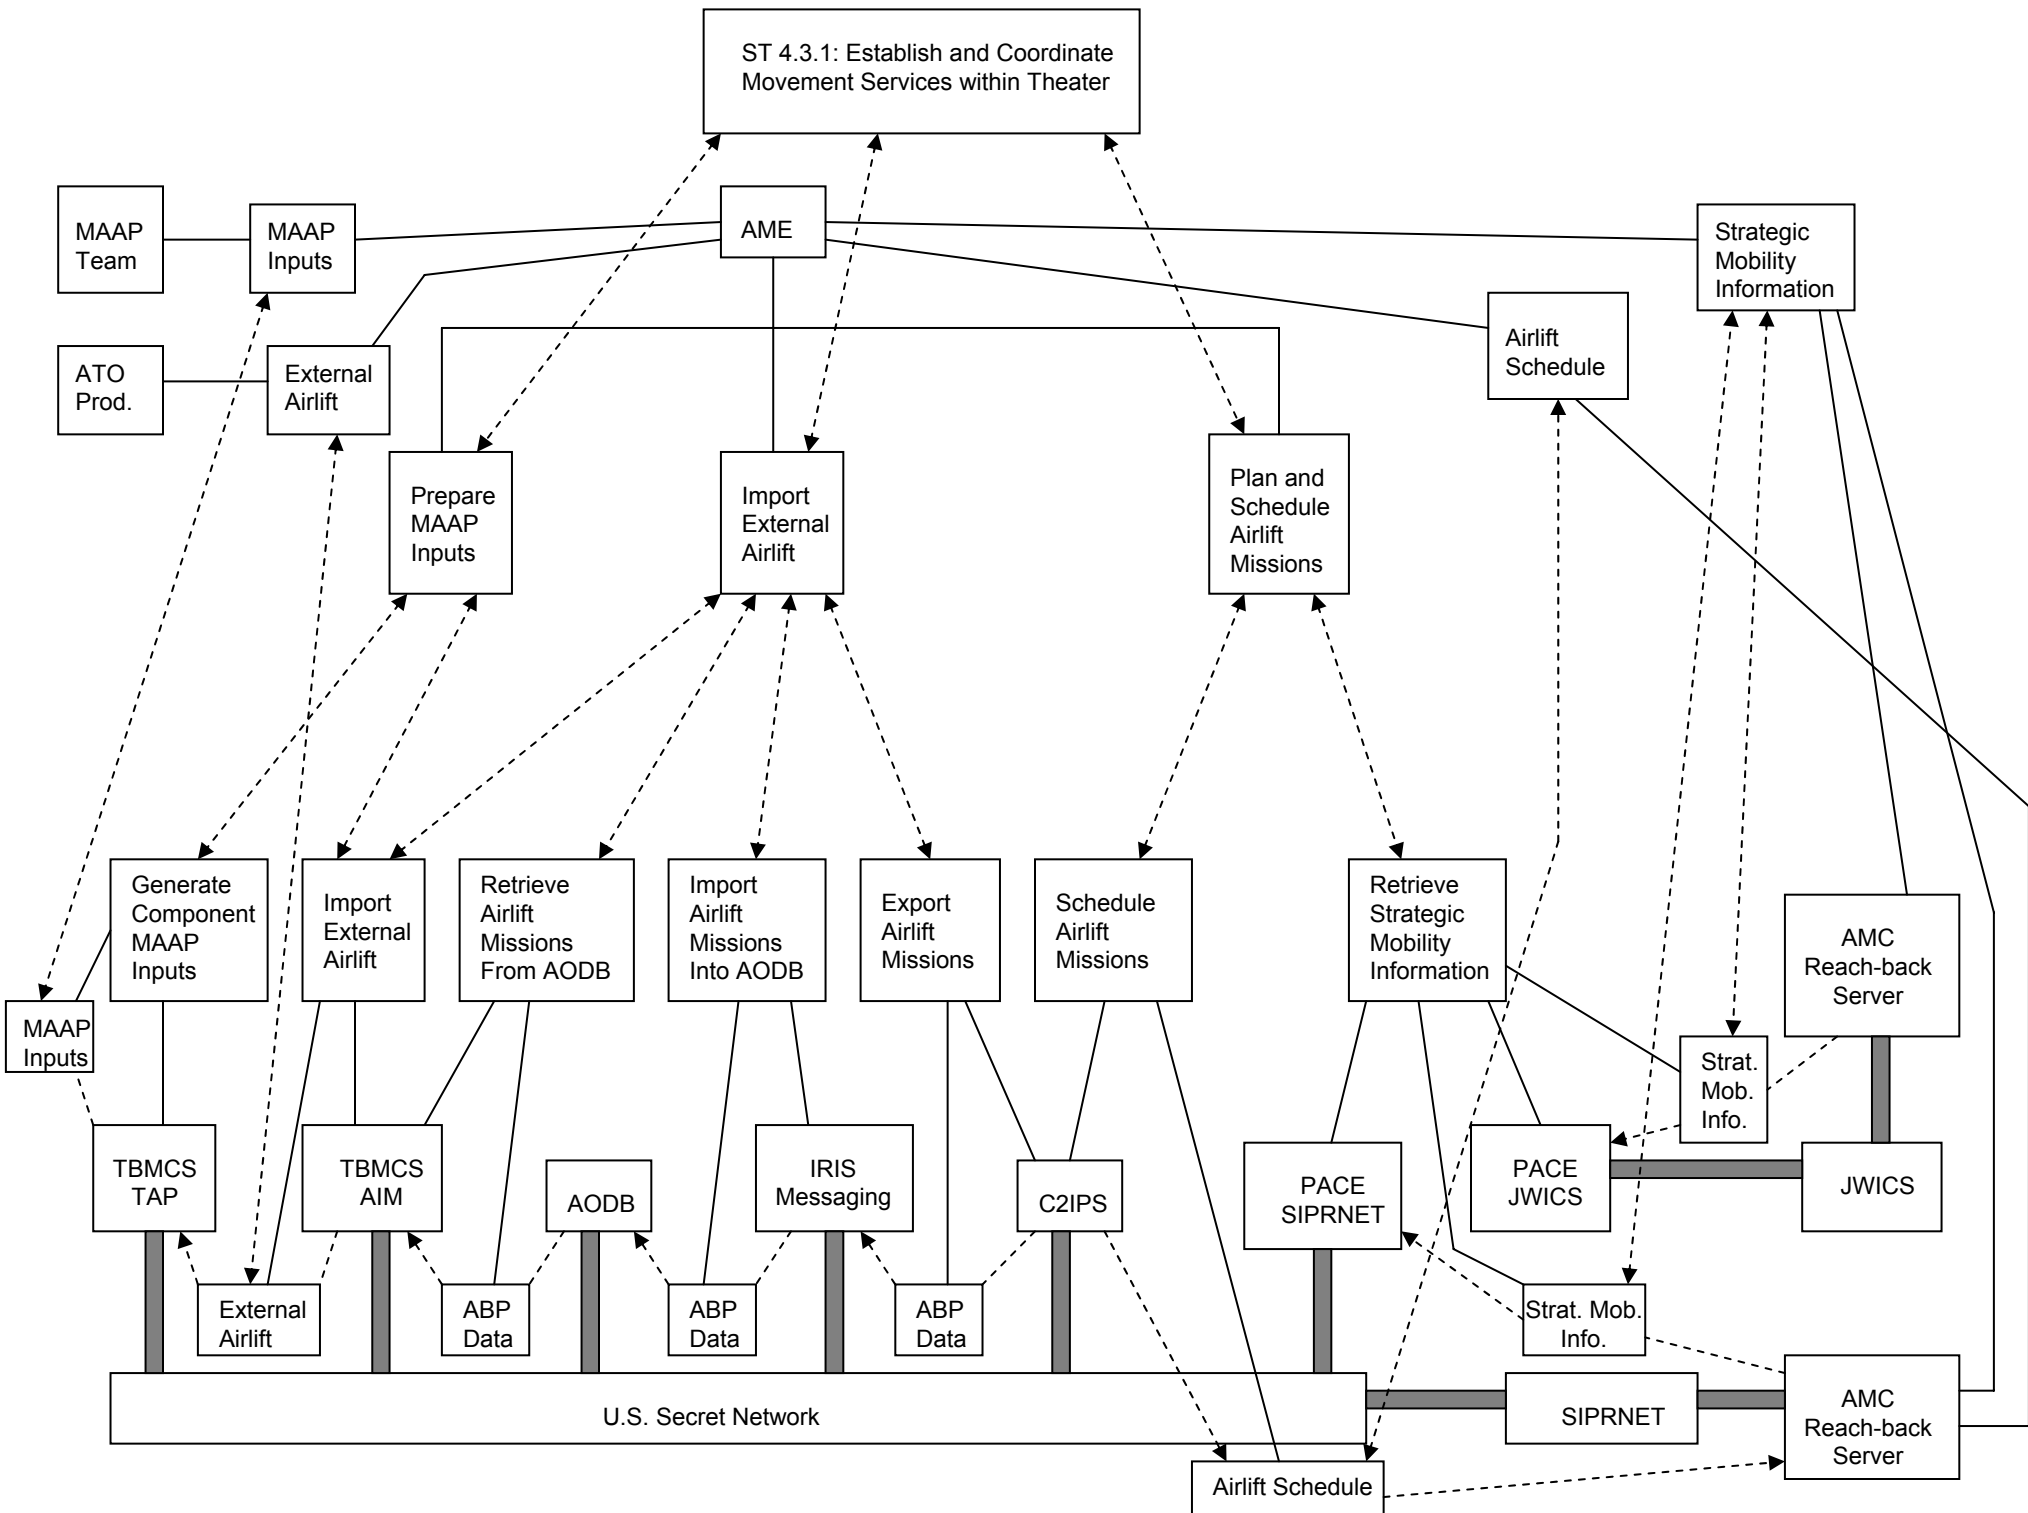 ST 4.3.1: Establish and Coordinate
Movement Services within Theater
MAAP
Team
MAAP
Inputs
AME
Strategic
Mobility
Information
Airlift
Schedule
ATO
Prod.
External
Airlift
Prepare
MAAP
Inputs
Import
External
Airlift
Plan and
Schedule
Airlift
Missions
Generate
Component
MAAP
Inputs
Import
External
Airlift
Retrieve
Airlift
Missions
From AODB
Import
Airlift
Missions
Into AODB
Export
Airlift
Missions
Schedule
Airlift
Missions
Retrieve
Strategic
Mobility
Information
AMC
Reach-back
Server
MAAP
Inputs
Strat.
Mob.
Info.
TBMCS
TAP
TBMCS
AIM
AODB
IRIS
Messaging
C2IPS
PACE
SIPRNET
PACE
JWICS
JWICS
External
Airlift
ABP
Data
ABP
Data
ABP
Data
Strat. Mob.
Info.
U.S. Secret Network
SIPRNET
AMC
Reach-back
Server
Airlift Schedule